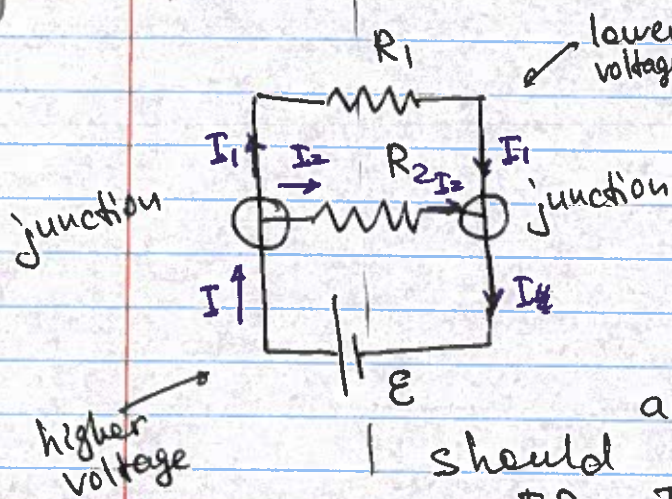 lower
voltage
R₁
I₁
I₂
R₂
I₂
I₁
junction
junction
I
I
ε
higher
voltage
a
should